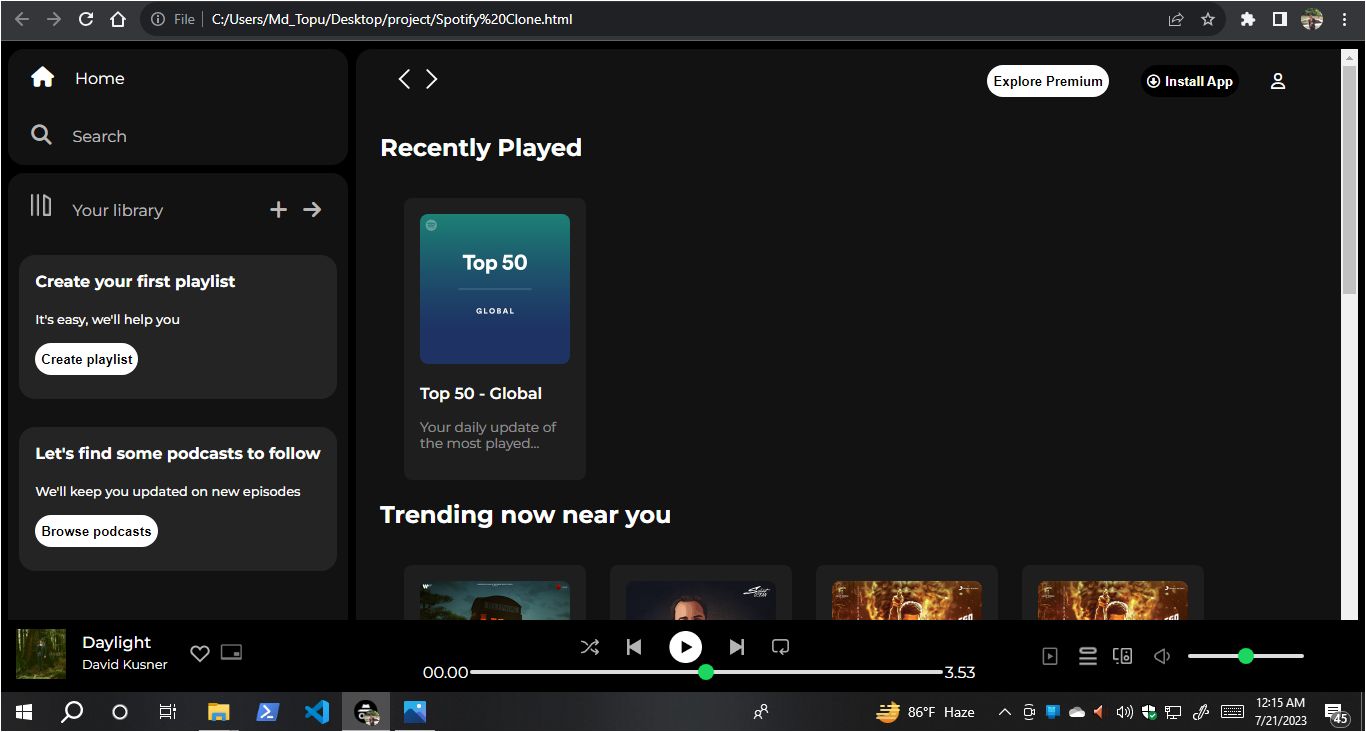 File
C:/Users/Md_Topu/Desktop/project/Spotify%20Clone.html
Home
Search
Your library
Create your first playlist
It's easy, we'll help you
Create playlist
Let's find some podcasts to follow
We'll keep you updated on new episodes
Browse podcasts
Explore Premium
Install App
Recently Played
Top 50
GLOBAL
Top 50 - Global
Your daily update of
the most played...
Trending now near you
Daylight
David Kusner
00.00
3.53
86°F Haze
12:15 AM
7/21/2023
45